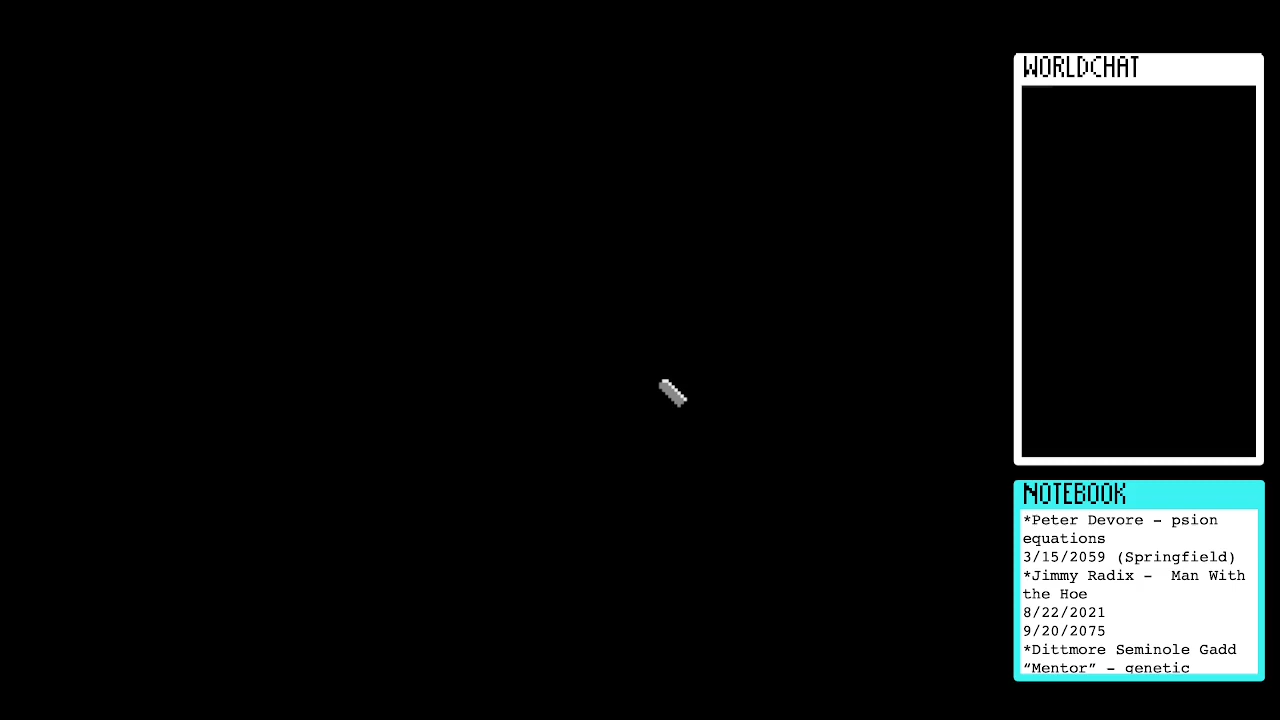 WORLDCHAT
NOTEBOOK
*Peter Devore - psion
equations
3/15/2059 (Springfield)
*Jimmy Radix -  Man With
the Hoe
8/22/2021
9/20/2075
*Dittmore Seminole Gadd
“Mentor” - genetic